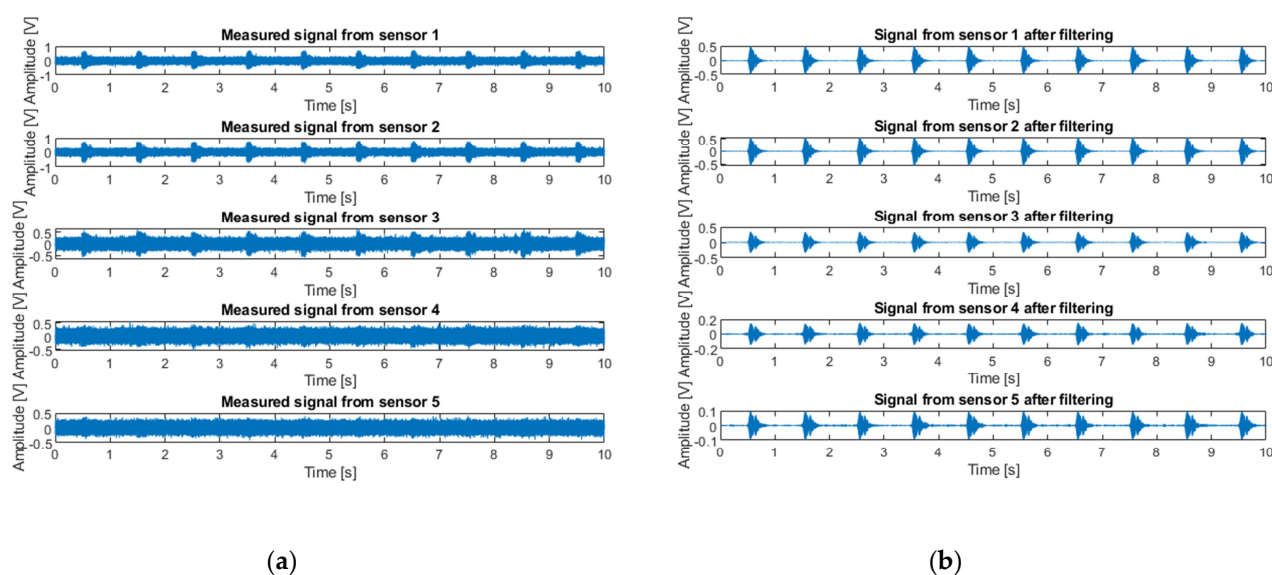 Measured signal from sensor 1
Amplitude [V]
1
0
-1
0 1 2 3 4 5 6 7 8 9 10
Time [s]
Measured signal from sensor 2
Amplitude [V]
1
0
-1
0 1 2 3 4 5 6 7 8 9 10
Time [s]
Measured signal from sensor 3
Amplitude [V]
0.5
0
-0.5
0 1 2 3 4 5 6 7 8 9 10
Time [s]
Measured signal from sensor 4
Amplitude [V]
0.5
0
-0.5
0 1 2 3 4 5 6 7 8 9 10
Time [s]
Measured signal from sensor 5
Amplitude [V]
0.5
0
-0.5
0 1 2 3 4 5 6 7 8 9 10
Time [s]
(a)
Signal from sensor 1 after filtering
Amplitude [V]
0.5
0
-0.5
0 1 2 3 4 5 6 7 8 9 10
Time [s]
Signal from sensor 2 after filtering
Amplitude [V]
0.5
0
-0.5
0 1 2 3 4 5 6 7 8 9 10
Time [s]
Signal from sensor 3 after filtering
Amplitude [V]
0.5
0
-0.5
0 1 2 3 4 5 6 7 8 9 10
Time [s]
Signal from sensor 4 after filtering
Amplitude [V]
0.2
0
-0.2
0 1 2 3 4 5 6 7 8 9 10
Time [s]
Signal from sensor 5 after filtering
Amplitude [V]
0.1
0
-0.1
0 1 2 3 4 5 6 7 8 9 10
Time [s]
(b)